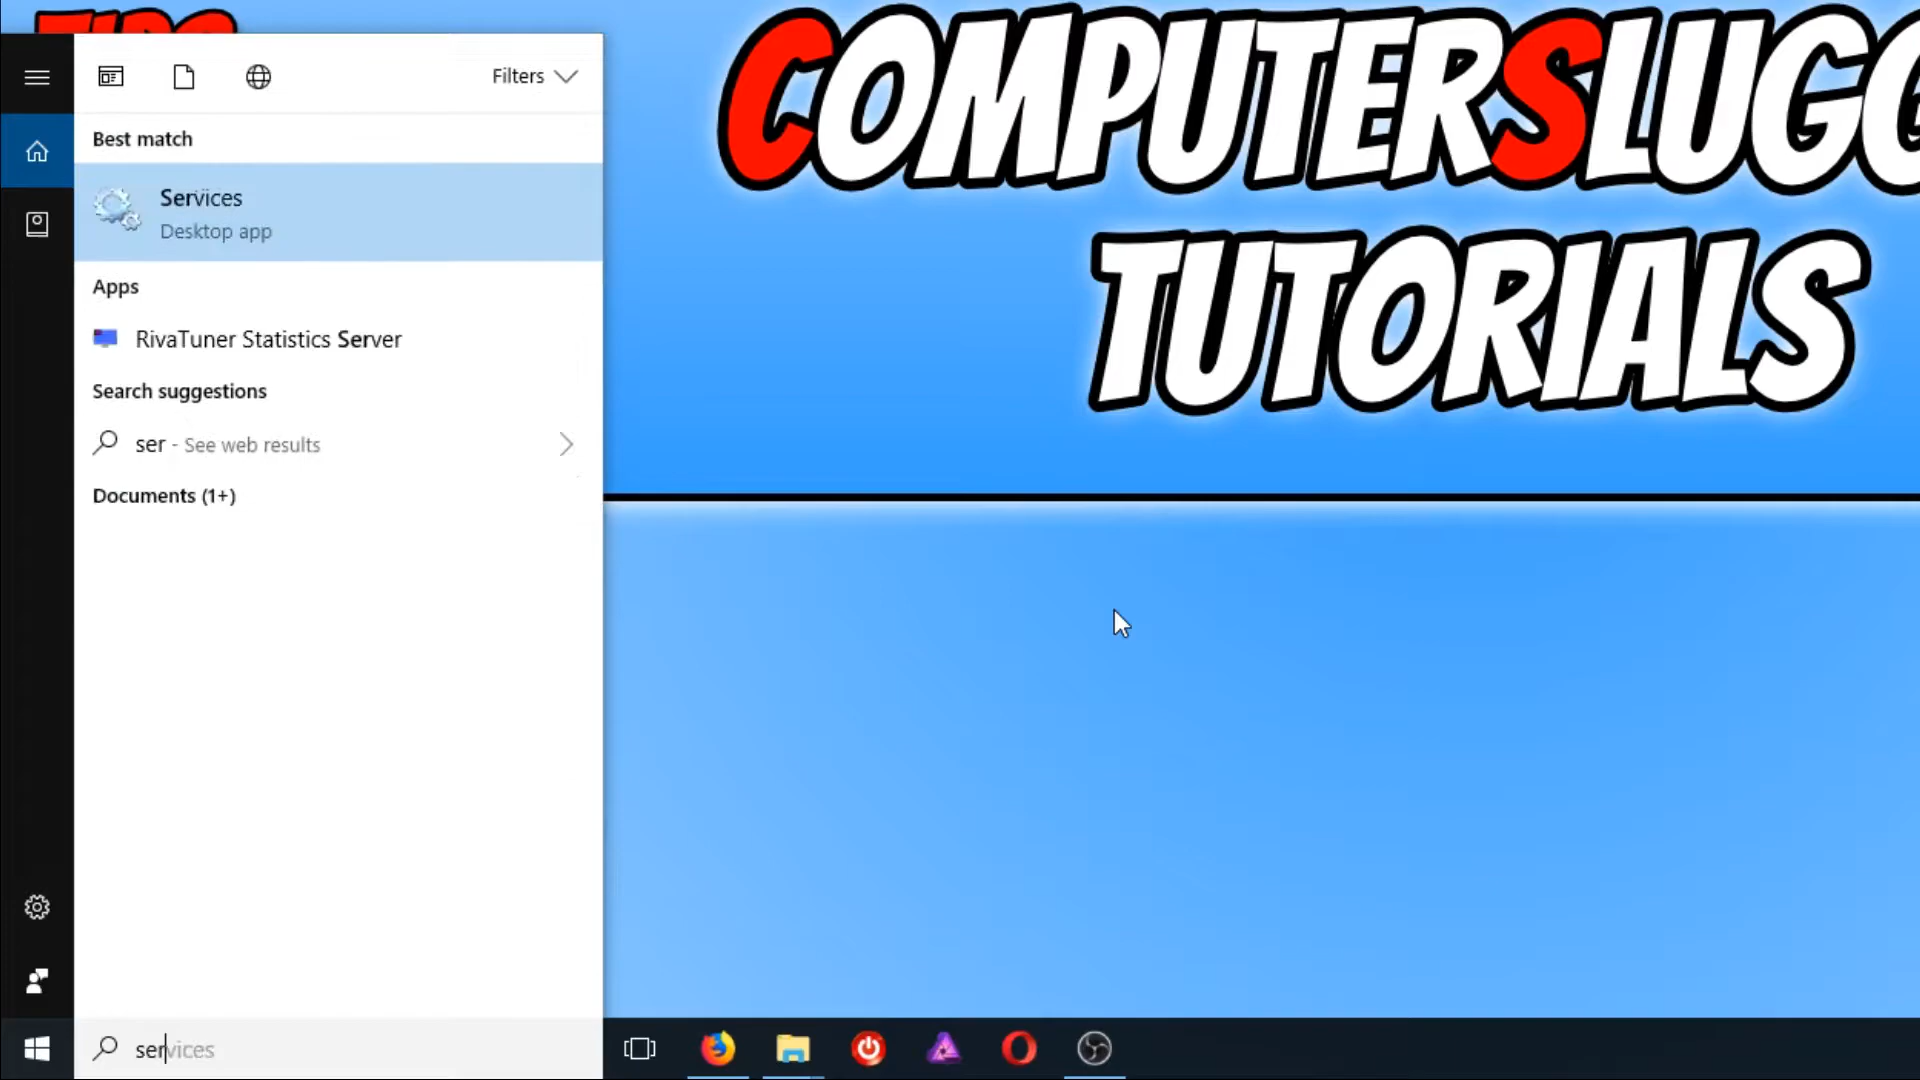 TIPS
COMPUTERSLUGG
TUTORIALS
Filters
Best match
Services
Desktop app
Apps
RivaTuner Statistics Server
Search suggestions
ser - See web results
Documents (1+)
services